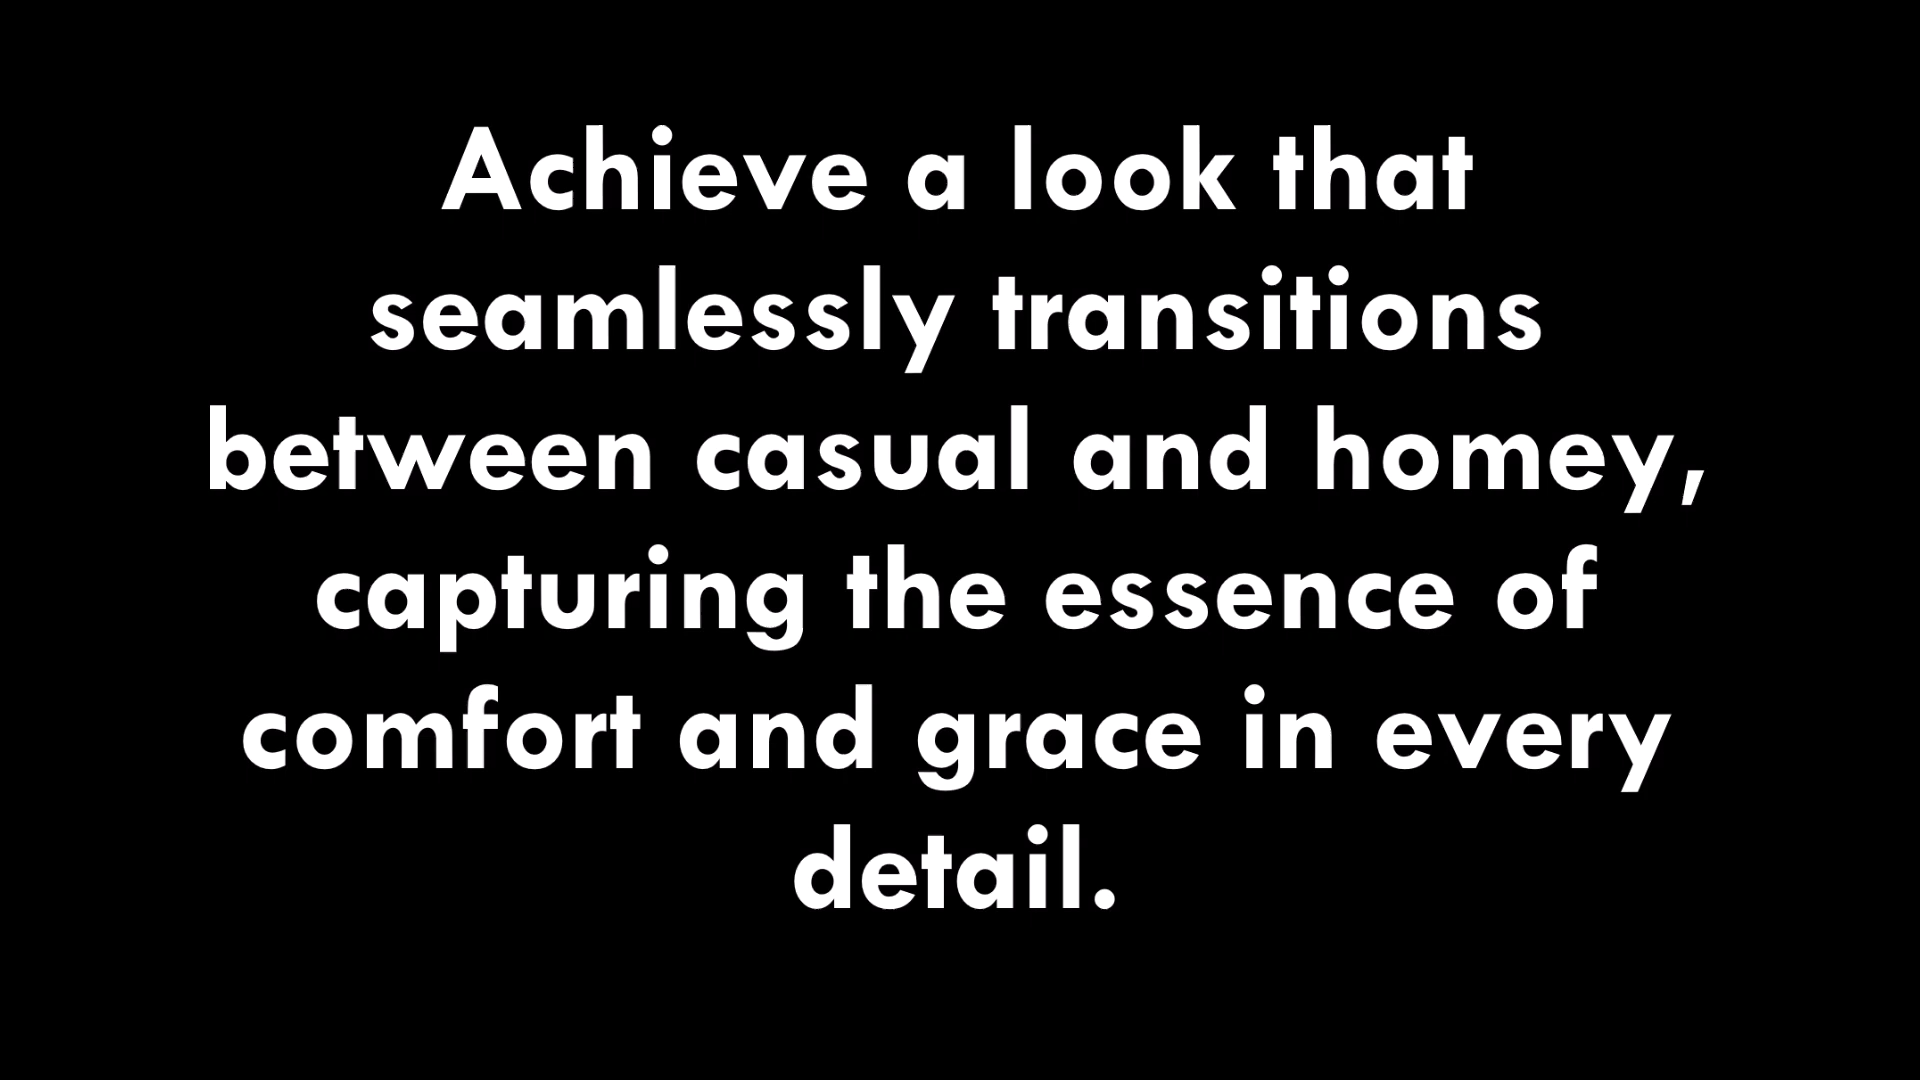 Achieve a look that
seamlessly transitions
between casual and homey,
capturing the essence of
comfort and grace in every
detail.